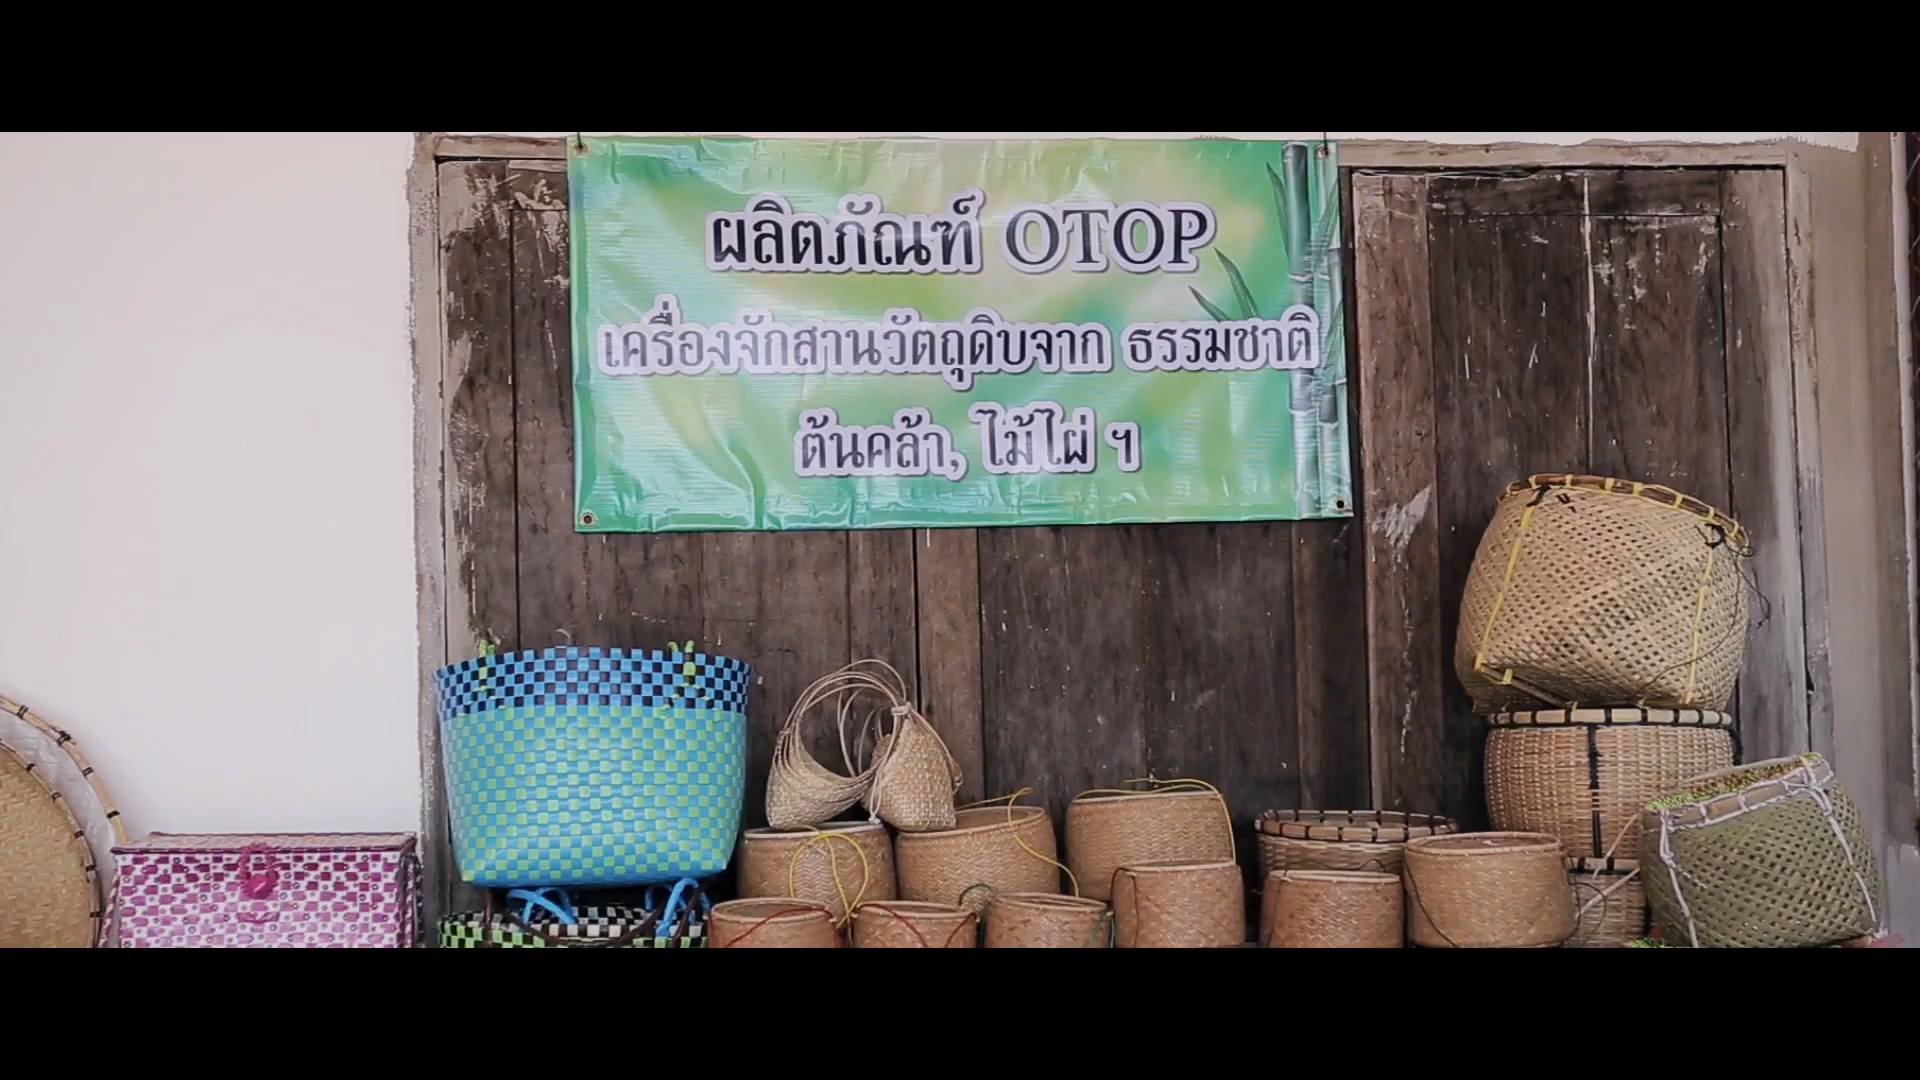 ผลิตภัณฑ์ OTOP
เครื่องจักสานวัตถุดิบจาก ธรรมชาติ
ต้นคล้า, ไม้ไผ่ ฯ